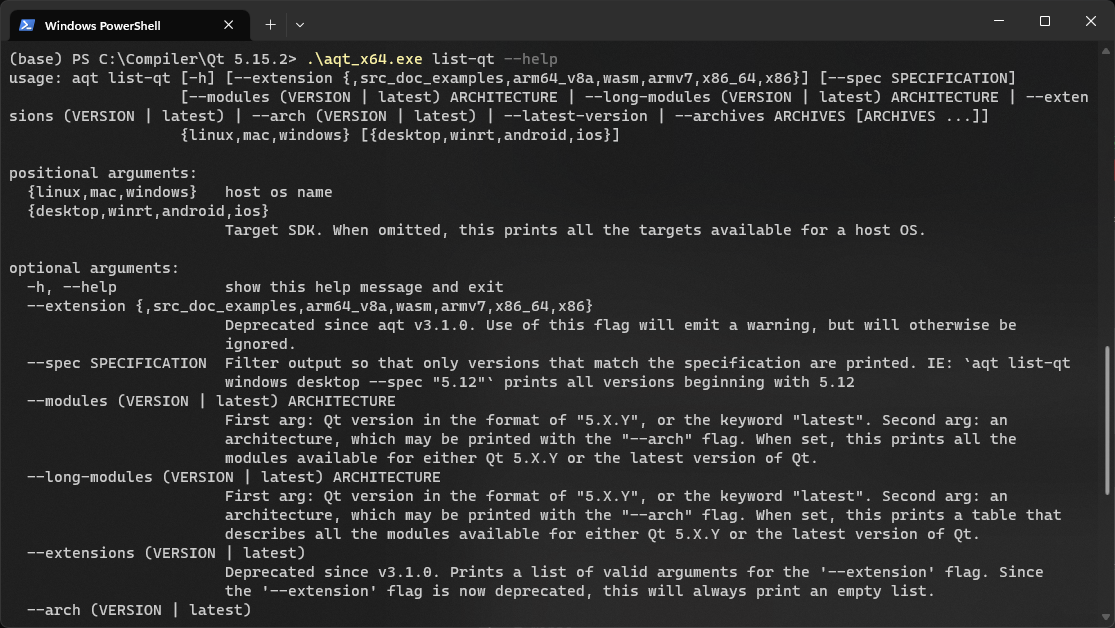 Windows PowerShell
(base) PS C:\Compiler\Qt 5.15.2> .\aqt_x64.exe list-qt --help
usage: aqt list-qt [-h] [--extension {,src_doc_examples,arm64_v8a,wasm,armv7,x86_64,x86}] [--spec SPECIFICATION]
[--modules (VERSION | latest) ARCHITECTURE | --long-modules (VERSION | latest) ARCHITECTURE | --exten
sions (VERSION | latest) | --arch (VERSION | latest) | --latest-version | --archives ARCHIVES [ARCHIVES ...]]
{linux,mac,windows} [{desktop,winrt,android,ios}]
positional arguments:
{linux,mac,windows} host os name
{desktop,winrt,android,ios}
Target SDK. When omitted, this prints all the targets available for a host OS.
optional arguments:
-h, --help show this help message and exit
--extension {,src_doc_examples,arm64_v8a,wasm,armv7,x86_64,x86}
Deprecated since aqt v3.1.0. Use of this flag will emit a warning, but will otherwise be
ignored.
--spec SPECIFICATION Filter output so that only versions that match the specification are printed. IE: `aqt list-qt
windows desktop --spec "5.12"` prints all versions beginning with 5.12
--modules (VERSION | latest) ARCHITECTURE
First arg: Qt version in the format of "5.X.Y", or the keyword "latest". Second arg: an
architecture, which may be printed with the "--arch" flag. When set, this prints all the
modules available for either Qt 5.X.Y or the latest version of Qt.
--long-modules (VERSION | latest) ARCHITECTURE
First arg: Qt version in the format of "5.X.Y", or the keyword "latest". Second arg: an
architecture, which may be printed with the "--arch" flag. When set, this prints a table that
describes all the modules available for either Qt 5.X.Y or the latest version of Qt.
--extensions (VERSION | latest)
Deprecated since v3.1.0. Prints a list of valid arguments for the '--extension' flag. Since
the '--extension' flag is now deprecated, this will always print an empty list.
--arch (VERSION | latest)